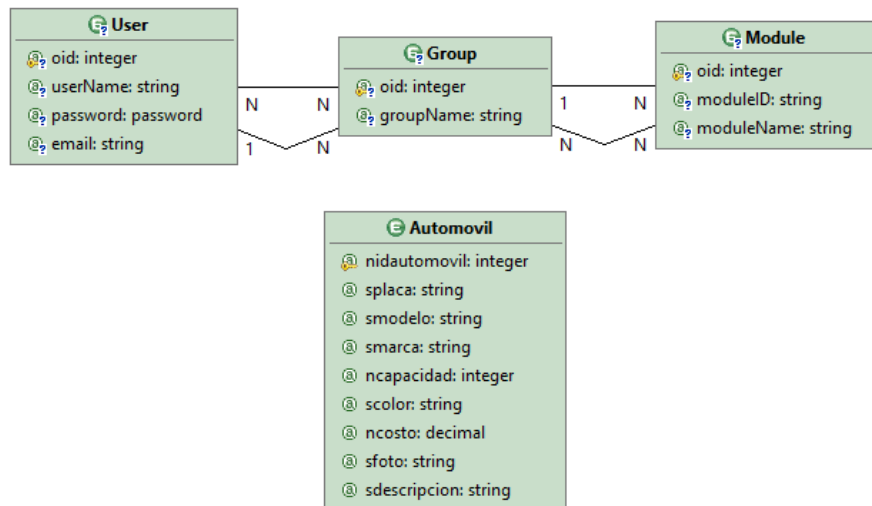 User
oid: integer
userName: string
password: password
email: string
N
N
1
N
Group
oid: integer
groupName: string
1
N
N
N
Module
oid: integer
moduleID: string
moduleName: string
Automovil
nidautomovil: integer
splaca: string
smodelo: string
smarca: string
ncapacidad: integer
scolor: string
ncosto: decimal
sfoto: string
sdescripcion: string